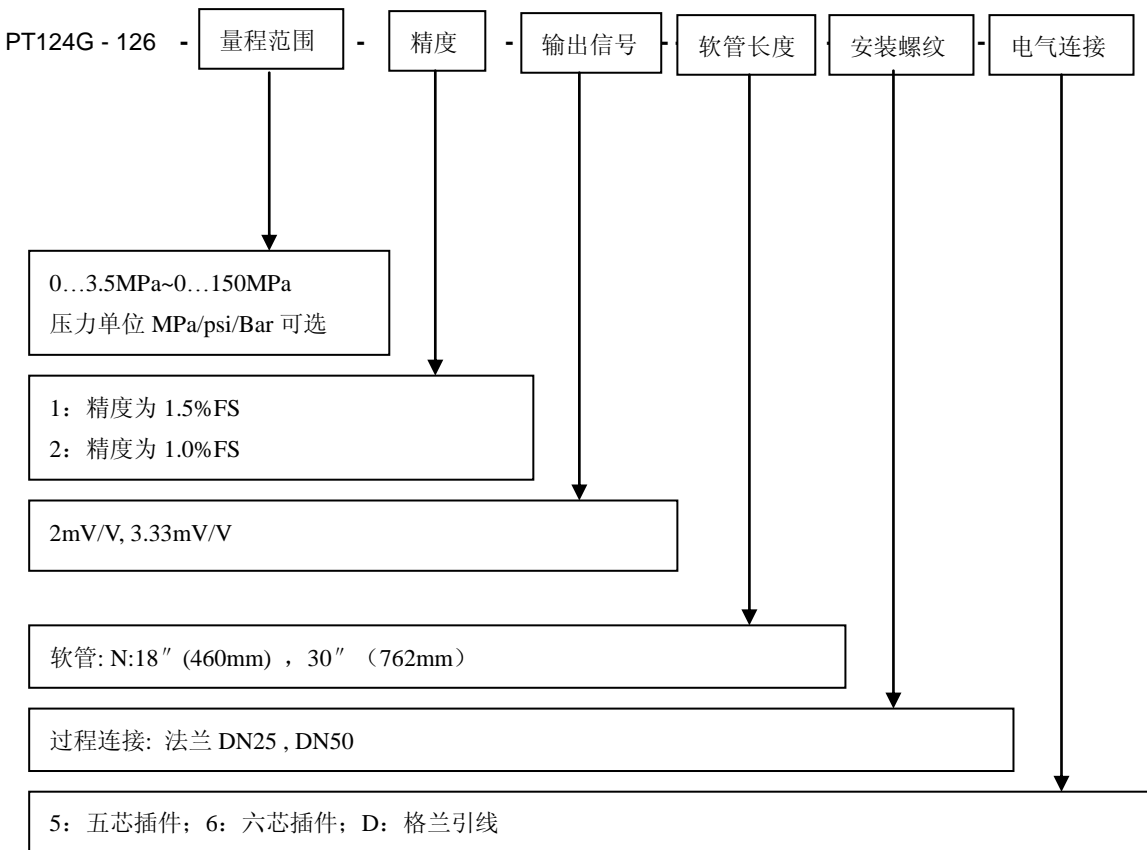 PT124G - 126 - 量程范围 - 精度 - 输出信号 - 软管长度 - 安装螺纹 - 电气连接
0…3.5MPa~0…150MPa
压力单位 MPa/psi/Bar 可选
1：精度为 1.5%FS
2：精度为 1.0%FS
2mV/V, 3.33mV/V
软管: N:18″(460mm) ，30″（762mm）
过程连接: 法兰 DN25 , DN50
5：五芯插件；6：六芯插件；D：格兰引线